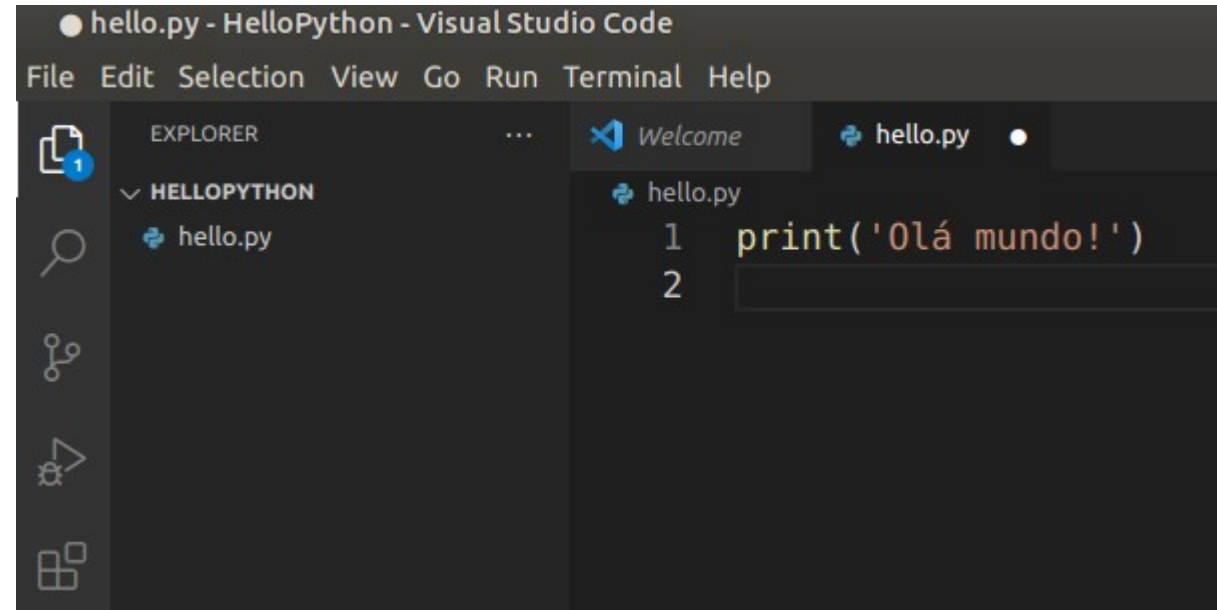 hello.py - HelloPython - Visual Studio Code
File Edit Selection View Go Run Terminal Help
EXPLORER ...
1
HELLOPYTHON
hello.py
Welcome hello.py
hello.py
1 print('Olá mundo!')
2